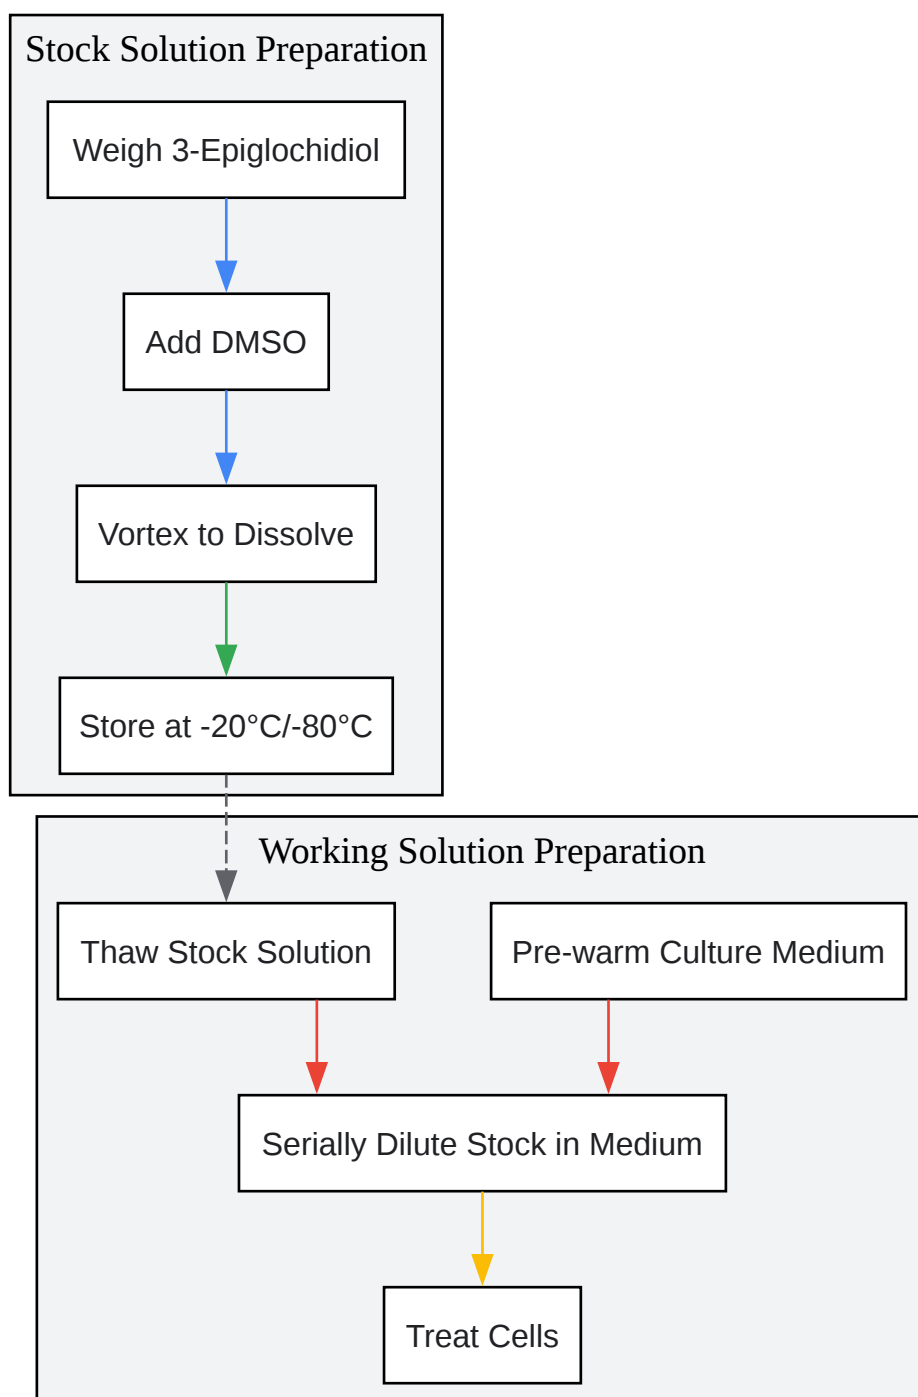 Stock Solution Preparation
Weigh 3-Epiglochidiol
Add DMSO
Vortex to Dissolve
Store at -20°C/-80°C
Working Solution Preparation
Thaw Stock Solution
Pre-warm Culture Medium
Serially Dilute Stock in Medium
Treat Cells